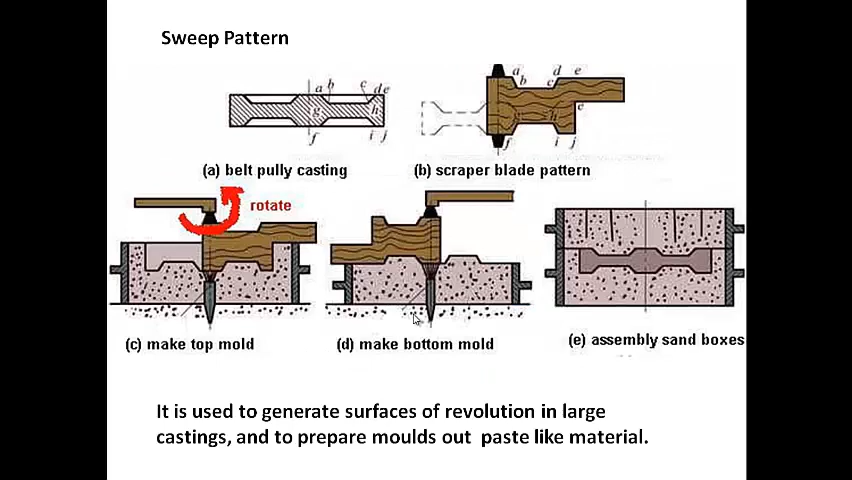 Sweep Pattern
a b c d e
g h
f i j
a d e
b c
e
g h
f i j
(a) belt pully casting
(b) scraper blade pattern
rotate
(c) make top mold
(d) make bottom mold
(e) assembly sand boxes
It is used to generate surfaces of revolution in large
castings, and to prepare moulds out paste like material.